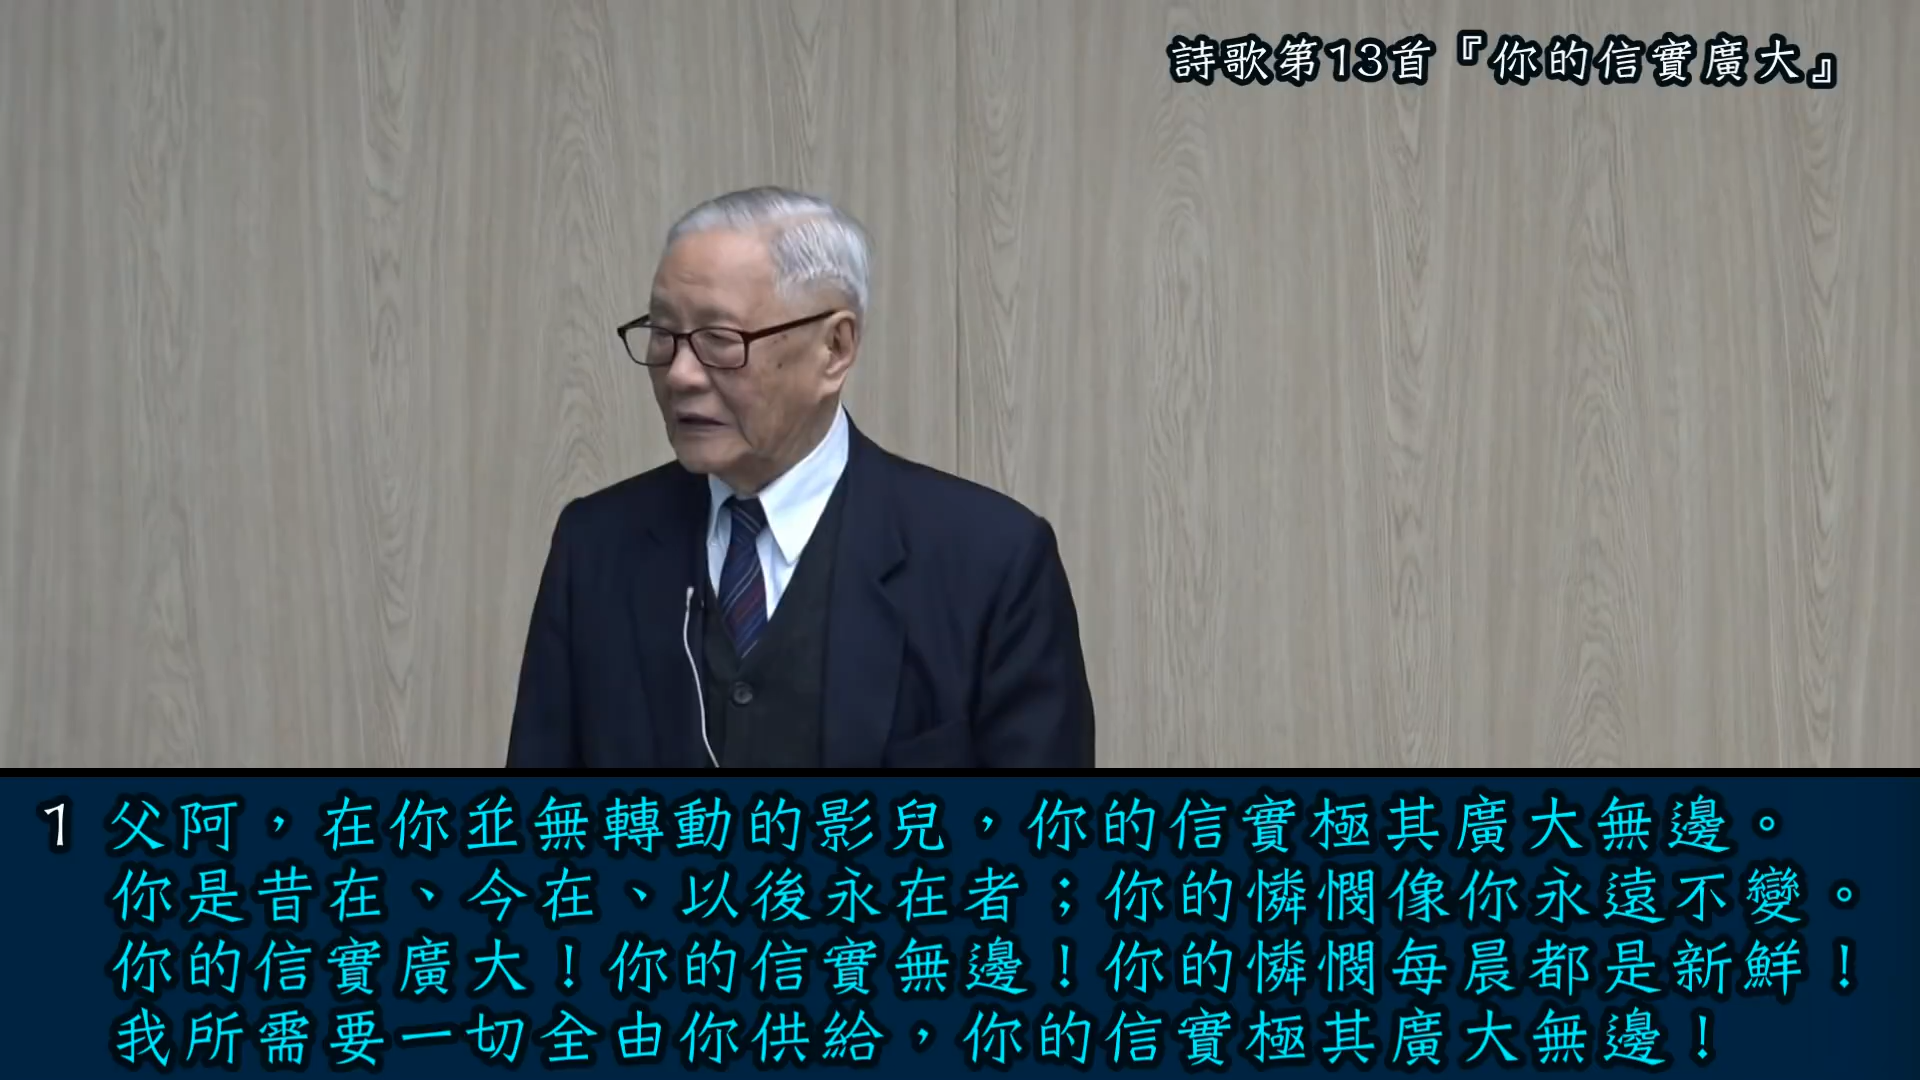 詩歌第13首『你的信實廣大』
1 父阿,在你並無轉動的影兒,你的信實極其廣大無邊。
你是昔在、今在、以後永在者;你的憐憫像你永遠不變。
你的信實廣大!你的信實無邊!你的憐憫每晨都是新鮮!
我所需要一切全由你供給,你的信實極其廣大無邊!